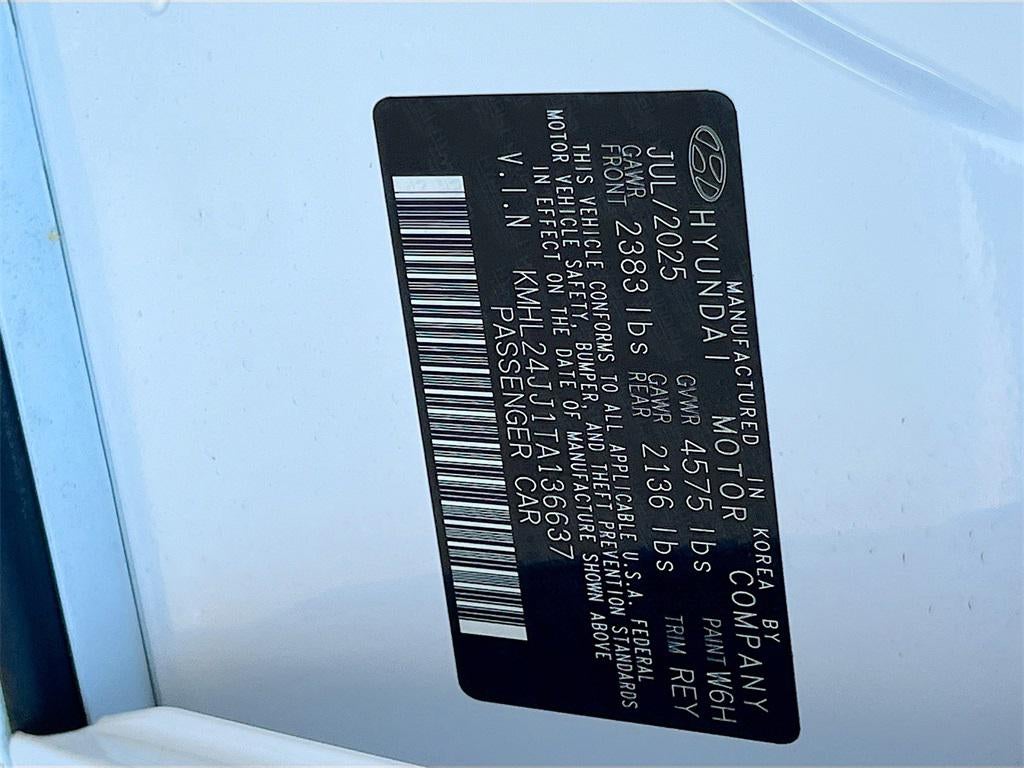 MANUFACTURED IN KOREA BY
HYUNDAI MOTOR COMPANY
JUL/2025 GVWR 4575 lbs PAINT W6H
GAWR FRONT 2383 lbs GAWR REAR 2136 lbs TRIM REY
THIS VEHICLE CONFORMS TO ALL APPLICABLE U.S.A. FEDERAL
MOTOR VEHICLE SAFETY, BUMPER, AND THEFT PREVENTION STANDARDS
IN EFFECT ON THE DATE OF MANUFACTURE SHOWN ABOVE
V.I.N KMHL24JJ1TA136637
PASSENGER CAR